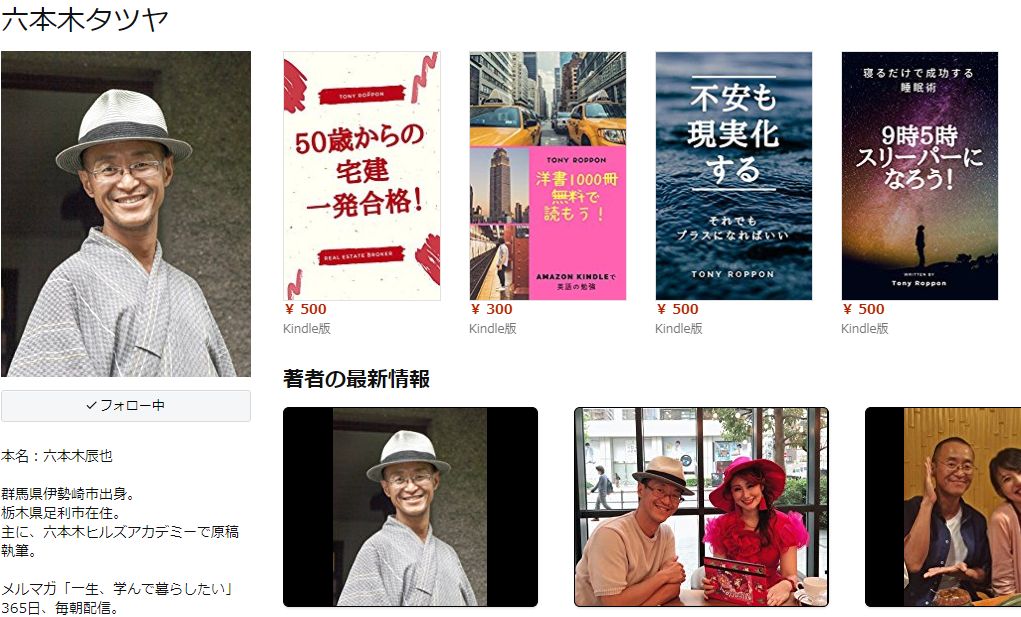 六本木タツヤ
TONY ROPPON
50歳からの
宅建
一発合格!
REAL ESTATE BROKER
¥ 500
Kindle版
TONY ROPPON
洋書1000冊
無料で
読もう！
AMAZON KINDLEで
英語の勉強
¥ 300
Kindle版
不安も
現実化
する
それでも
プラスになればいい
TONY ROPPON
¥ 500
Kindle版
寝るだけで成功する
睡眠術
9時5時
スリーパーに
なろう!
WRITTEN BY
Tony Roppon
¥ 500
Kindle版
✓ フォロー中
本名：六本木辰也
群馬県伊勢崎市出身。
栃木県足利市在住。
主に、六本木ヒルズアカデミーで原稿
執筆。
メルマガ「一生、学んで暮らしたい」
365日、毎朝配信。
著者の最新情報